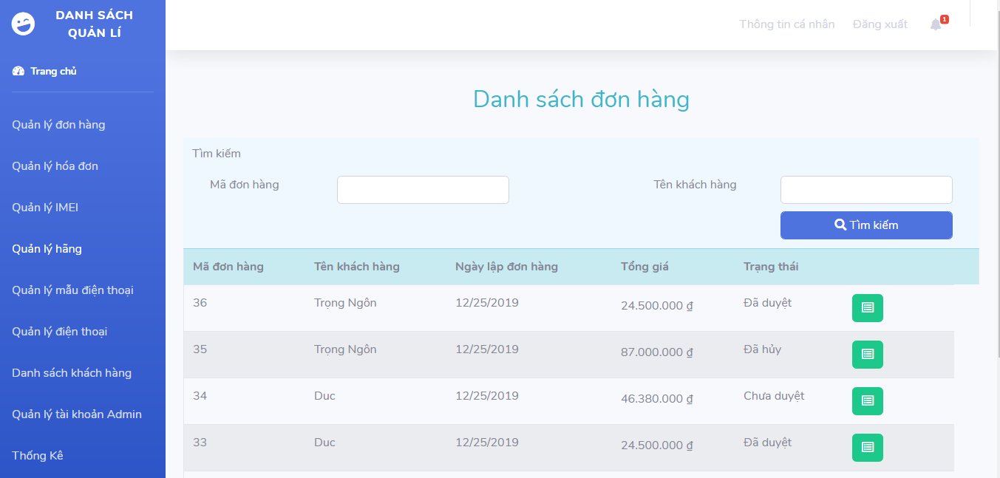 DANH SÁCH
QUẢN LÍ
Trang chủ
Quản lý đơn hàng
Quản lý hóa đơn
Quản lý IMEI
Quản lý hãng
Quản lý mẫu điện thoại
Quản lý điện thoại
Danh sách khách hàng
Quản lý tài khoản Admin
Thống Kê
Thông tin cá nhân Đăng xuất 1
Danh sách đơn hàng
Tìm kiếm
Mã đơn hàng Tên khách hàng
Tìm kiếm
Mã đơn hàng Tên khách hàng Ngày lập đơn hàng Tổng giá Trạng thái
36 Trọng Ngôn 12/25/2019 24.500.000 ₫ Đã duyệt
35 Trọng Ngôn 12/25/2019 87.000.000 ₫ Đã hủy
34 Duc 12/25/2019 46.380.000 ₫ Chưa duyệt
33 Duc 12/25/2019 24.500.000 ₫ Đã duyệt